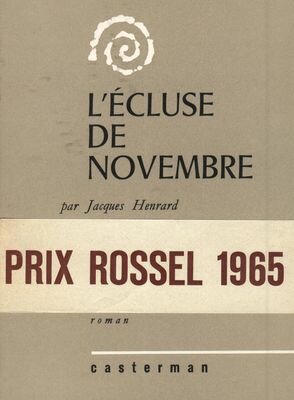 L'ÉCLUSE
DE
NOVEMBRE
par Jacques Henrard
PRIX ROSSEL 1965
roman
casterman